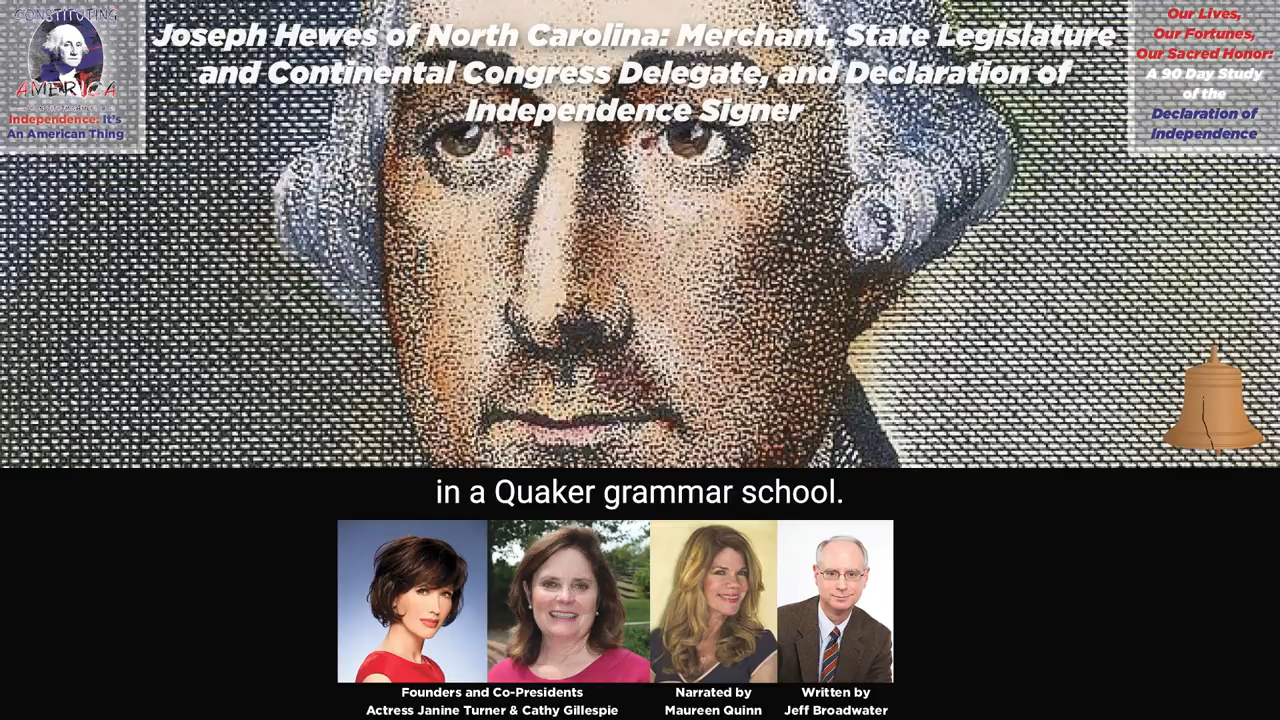 CONSTITUTING
AMERICA
Independence: It's
An American Thing
Joseph Hewes of North Carolina: Merchant, State Legislature
and Continental Congress Delegate, and Declaration of
Independence Signer
Our Lives,
Our Fortunes,
Our Sacred Honor:
A 90 Day Study
of the
Declaration of
Independence
in a Quaker grammar school.
Founders and Co-Presidents
Actress Janine Turner & Cathy Gillespie
Narrated by
Maureen Quinn
Written by
Jeff Broadwater